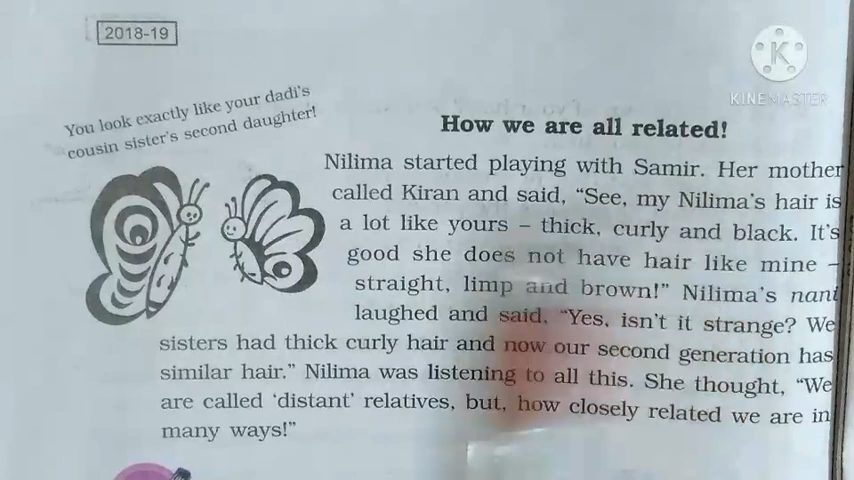 2018-19
K
KINEMASTER
You look exactly like your dadi's
cousin sister's second daughter!
How we are all related!
Nilima started playing with Samir. Her mother
called Kiran and said, “See, my Nilima's hair is
a lot like yours – thick, curly and black. It's
good she does not have hair like mine –
straight, limp and brown!” Nilima's nani
laughed and said, “Yes, isn't it strange? We
sisters had thick curly hair and now our second generation has
similar hair.” Nilima was listening to all this. She thought, “We
are called ‘distant’ relatives, but, how closely related we are in
many ways!”